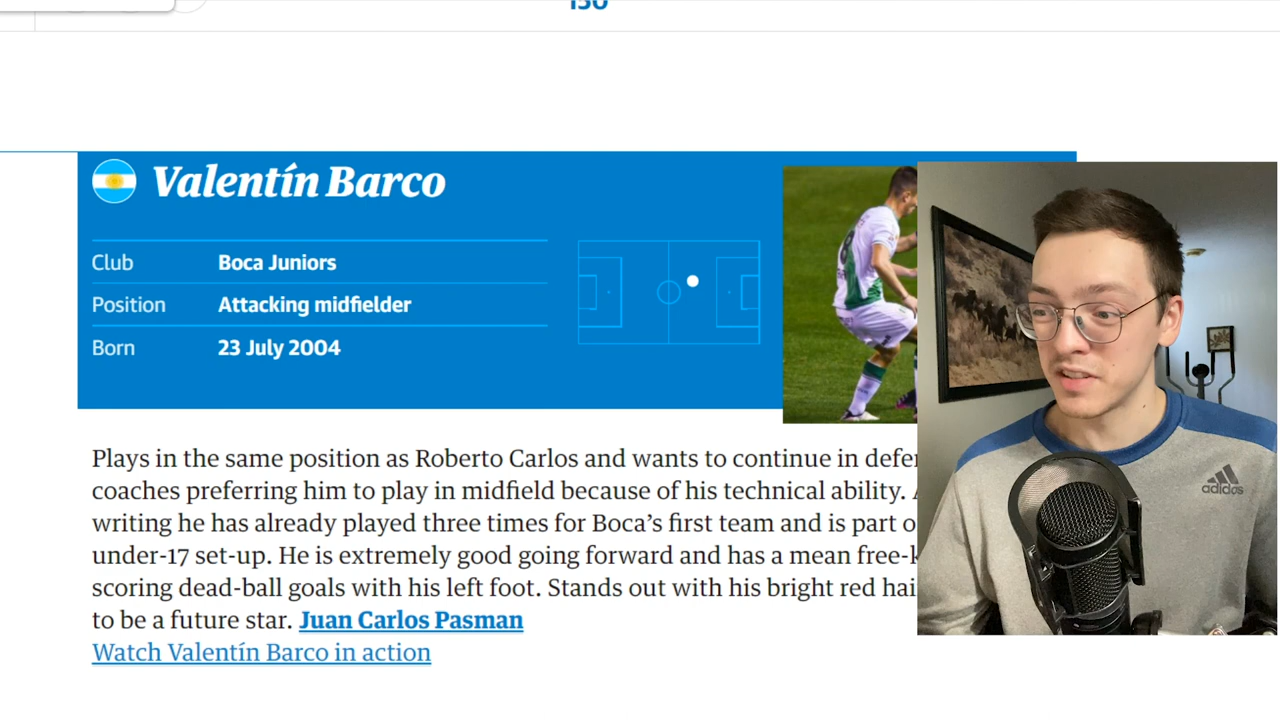 Valentín Barco
Club Boca Juniors
Position Attacking midfielder
Born 23 July 2004
Plays in the same position as Roberto Carlos and wants to continue in
coaches preferring him to play in midfield because of his technical ability.
writing he has already played three times for Boca's first team and is part
under-17 set-up. He is extremely good going forward and has a mean
scoring dead-ball goals with his left foot. Stands out with his bright red
to be a future star. Juan Carlos Pasman
Watch Valentín Barco in action
adidas